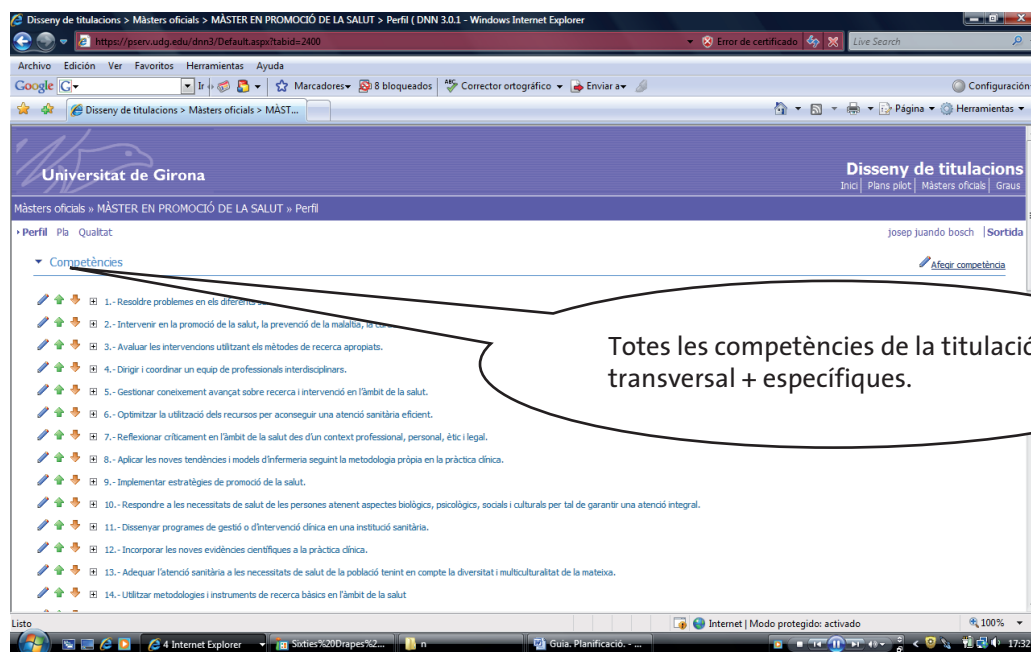 Disseny de titulacions > Màsters oficials > MÀSTER EN PROMOCIÓ DE LA SALUT > Perfil ( DNN 3.0.1 - Windows Internet Explorer
https://pserv.udg.edu/dnn3/Default.aspx?tabid=2400
Error de certificado
Live Search
Archivo Edición Ver Favoritos Herramientas Ayuda
Google G Ir Marcadores 8 bloqueados Corrector ortográfico Enviar a Configuración
Disseny de titulacions > Màsters oficials > MÀST...
Página Herramientas
Universitat de Girona
Disseny de titulacions
Inici | Plans pilot | Màsters oficials | Graus
Màsters oficials » MÀSTER EN PROMOCIÓ DE LA SALUT » Perfil
Perfil Pla Qualitat
josep juando bosch | Sortida
Competències
Afegir competència
1.- Resoldre problemes en els diferents
2.- Intervenir en la promoció de la salut, la prevenció de la malaltia, la
3.- Avaluar les intervencions utilitzant els mètodes de recerca apropiats.
4.- Dirigir i coordinar un equip de professionals interdisciplinars.
5.- Gestionar coneixement avançat sobre recerca i intervenció en l'àmbit de la salut.
6.- Optimitzar la utilització dels recursos per aconseguir una atenció sanitària eficient.
7.- Reflexionar críticament en l'àmbit de la salut des d'un context professional, personal, ètic i legal.
8.- Aplicar les noves tendències i models d'infermeria seguint la metodologia pròpia en la pràctica clínica.
9.- Implementar estratègies de promoció de la salut.
10.- Respondre a les necessitats de salut de les persones atenent aspectes biològics, psicològics, socials i culturals per tal de garantir una atenció integral.
11.- Dissenyar programes de gestió o d'intervenció clínica en una institució sanitària.
12.- Incorporar les noves evidències científiques a la pràctica clínica.
13.- Adequar l'atenció sanitària a les necessitats de salut de la població tenint en compte la diversitat i multiculturalitat de la mateixa.
14.- Utilitzar metodologies i instruments de recerca bàsics en l'àmbit de la salut
Totes les competències de la titulació
transversal + específiques.
Listo
Internet | Modo protegido: activado
100%
4 Internet Explorer
Sixties%20Drapes%2...
n
Guia. Planificació. - ...
17:32